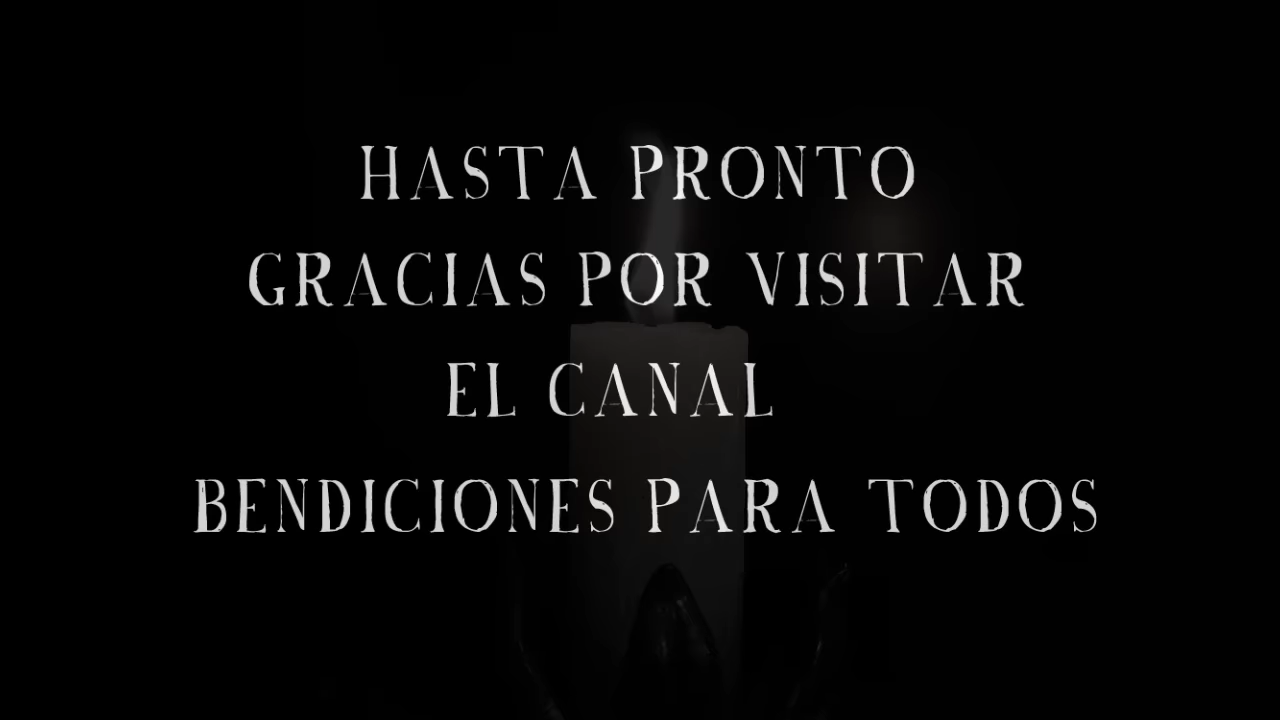 HASTA PRONTO
GRACIAS POR VISITAR
EL CANAL
BENDICIONES PARA TODOS